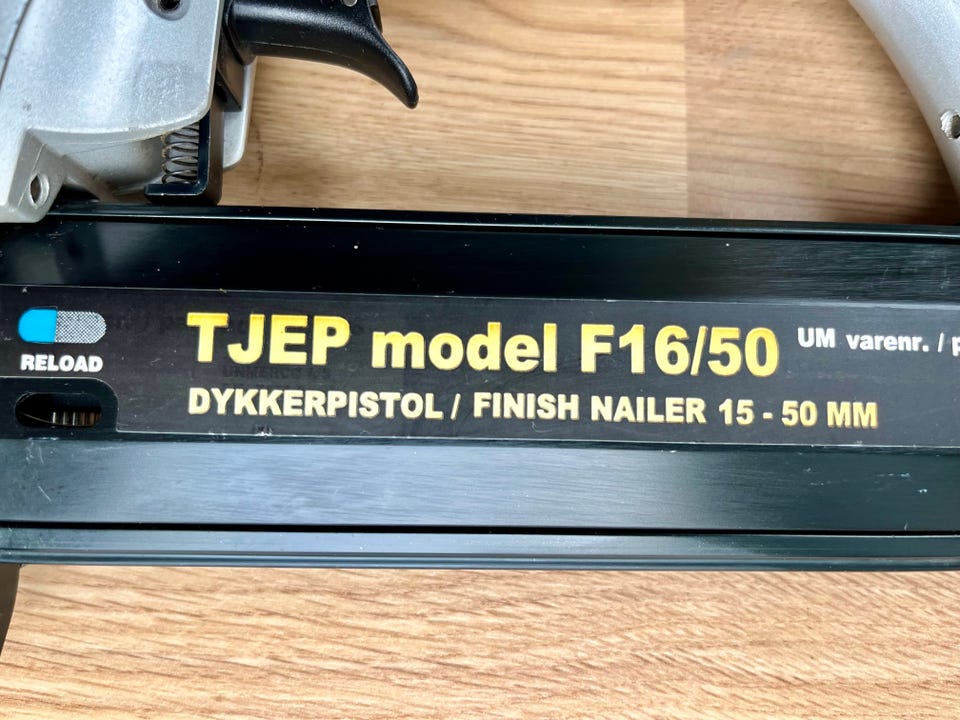 TJEP model F16/50
UM varenr. /
RELOAD
DYKKERPISTOL / FINISH NAILER 15 - 50 MM